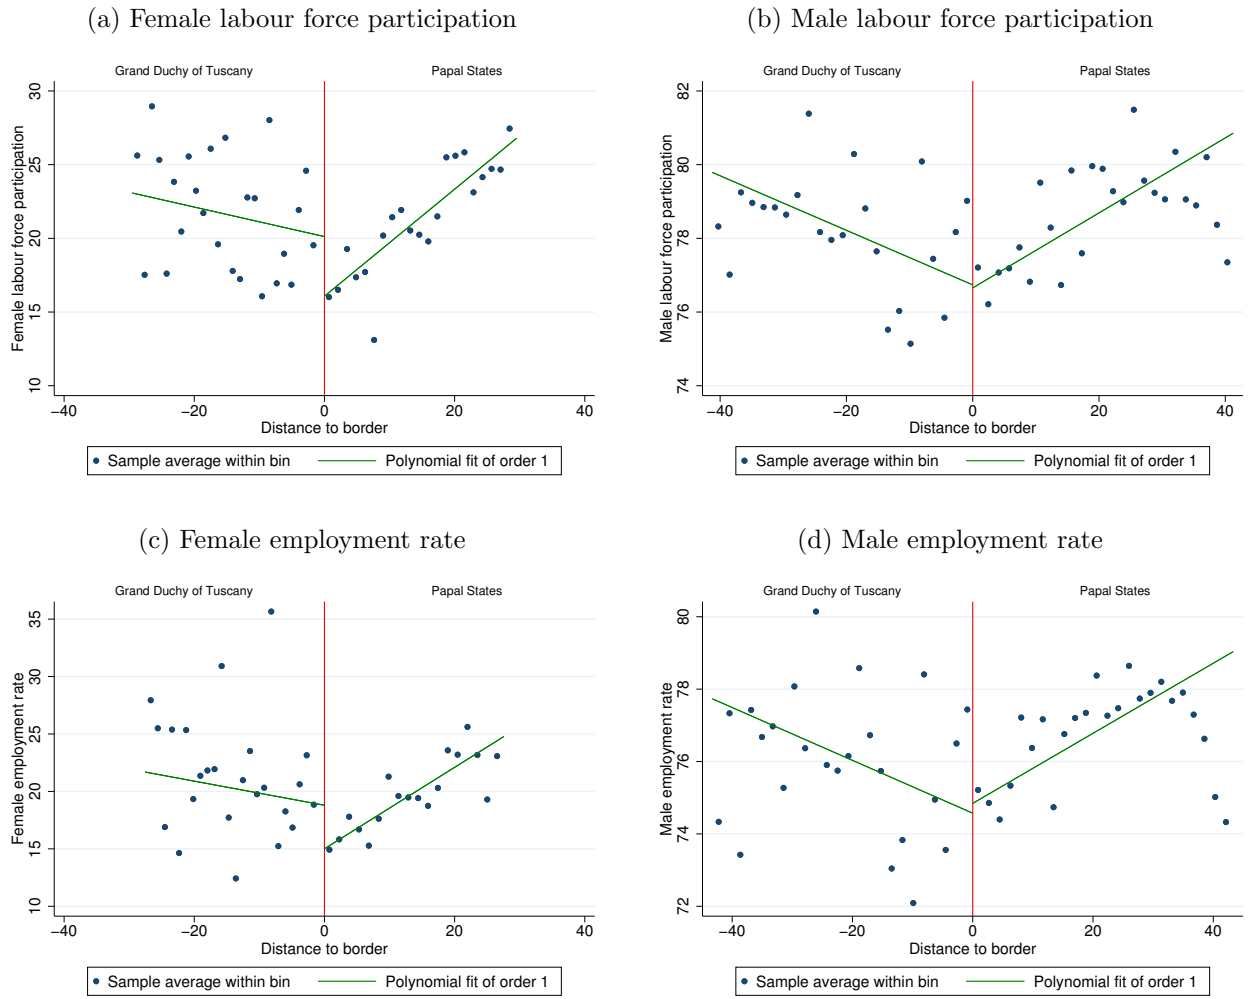 (a) Female labour force participation
Grand Duchy of Tuscany Papal States
Female labour force participation
30
25
20
15
10
−40 −20 0 20 40
Distance to border
Sample average within bin Polynomial fit of order 1
(b) Male labour force participation
Grand Duchy of Tuscany Papal States
Male labour force participation
82
80
78
76
74
−40 −20 0 20 40
Distance to border
Sample average within bin Polynomial fit of order 1
(c) Female employment rate
Grand Duchy of Tuscany Papal States
Female employment rate
35
30
25
20
15
10
−40 −20 0 20 40
Distance to border
Sample average within bin Polynomial fit of order 1
(d) Male employment rate
Grand Duchy of Tuscany Papal States
Male employment rate
80
78
76
74
72
−40 −20 0 20 40
Distance to border
Sample average within bin Polynomial fit of order 1